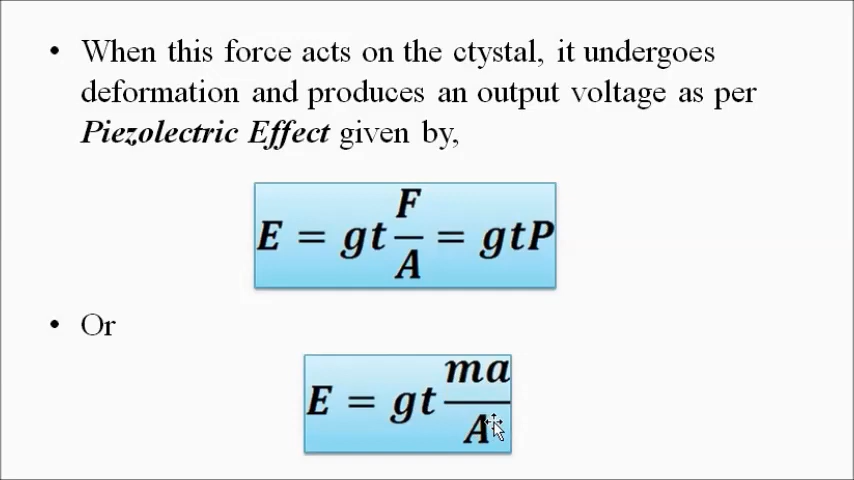 • When this force acts on the ctystal, it undergoes
deformation and produces an output voltage as per
Piezolectric Effect given by,
E = gt F/A = gtP
• Or
E = gt ma/A